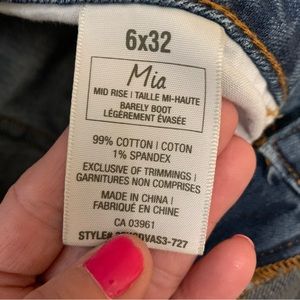 6x32
Mia
MID RISE | TAILLE MI-HAUTE
BARELY BOOT
LÉGÈREMENT ÉVASÉE
99% COTTON | COTON
1% SPANDEX
EXCLUSIVE OF TRIMMINGS |
GARNITURES NON COMPRISES
MADE IN CHINA |
FABRIQUÉ EN CHINE
CA 03961
STYLE#